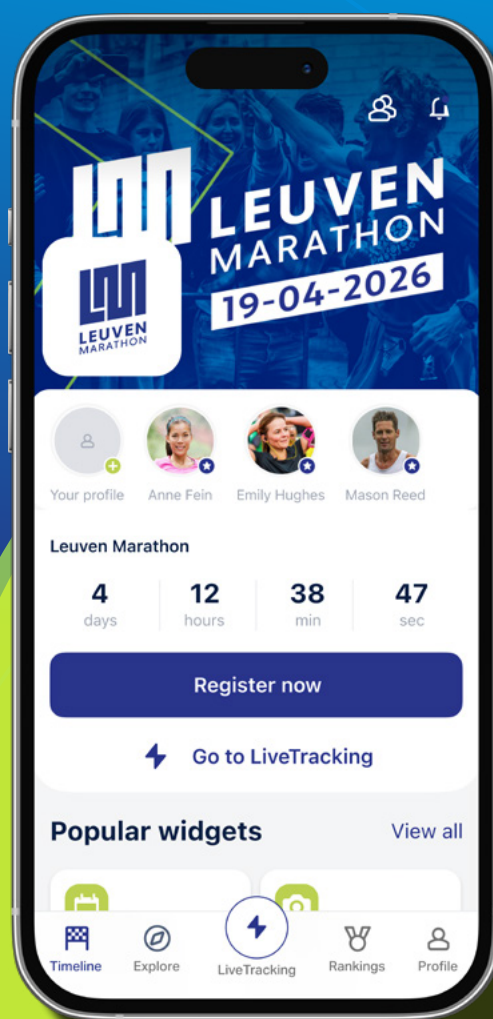 LEUVEN
MARATHON
19-04-2026
LEUVEN
MARATHON
Your profile
Anne Fein
Emily Hughes
Mason Reed
Leuven Marathon
4
12
38
47
days
hours
min
sec
Register now
Go to LiveTracking
Popular widgets
View all
Timeline
Explore
LiveTracking
Rankings
Profile